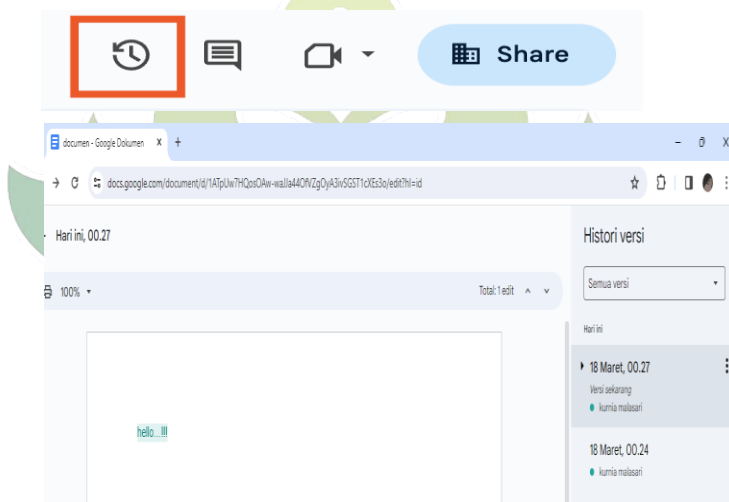 Share
documen - Google Dokumen X +
docs.google.com/document/d/1ATpUw7HQosOAw-waJJa44OfVZgOyA3ivSGST1cXEs3o/edit?hl=id
Hari ini, 00.27
Histori versi
100%
Total: 1 edit
Semua versi
Hari ini
18 Maret, 00.27
Versi sekarang
kurnia malasari
hello...!!!
18 Maret, 00.24
kurnia malasari